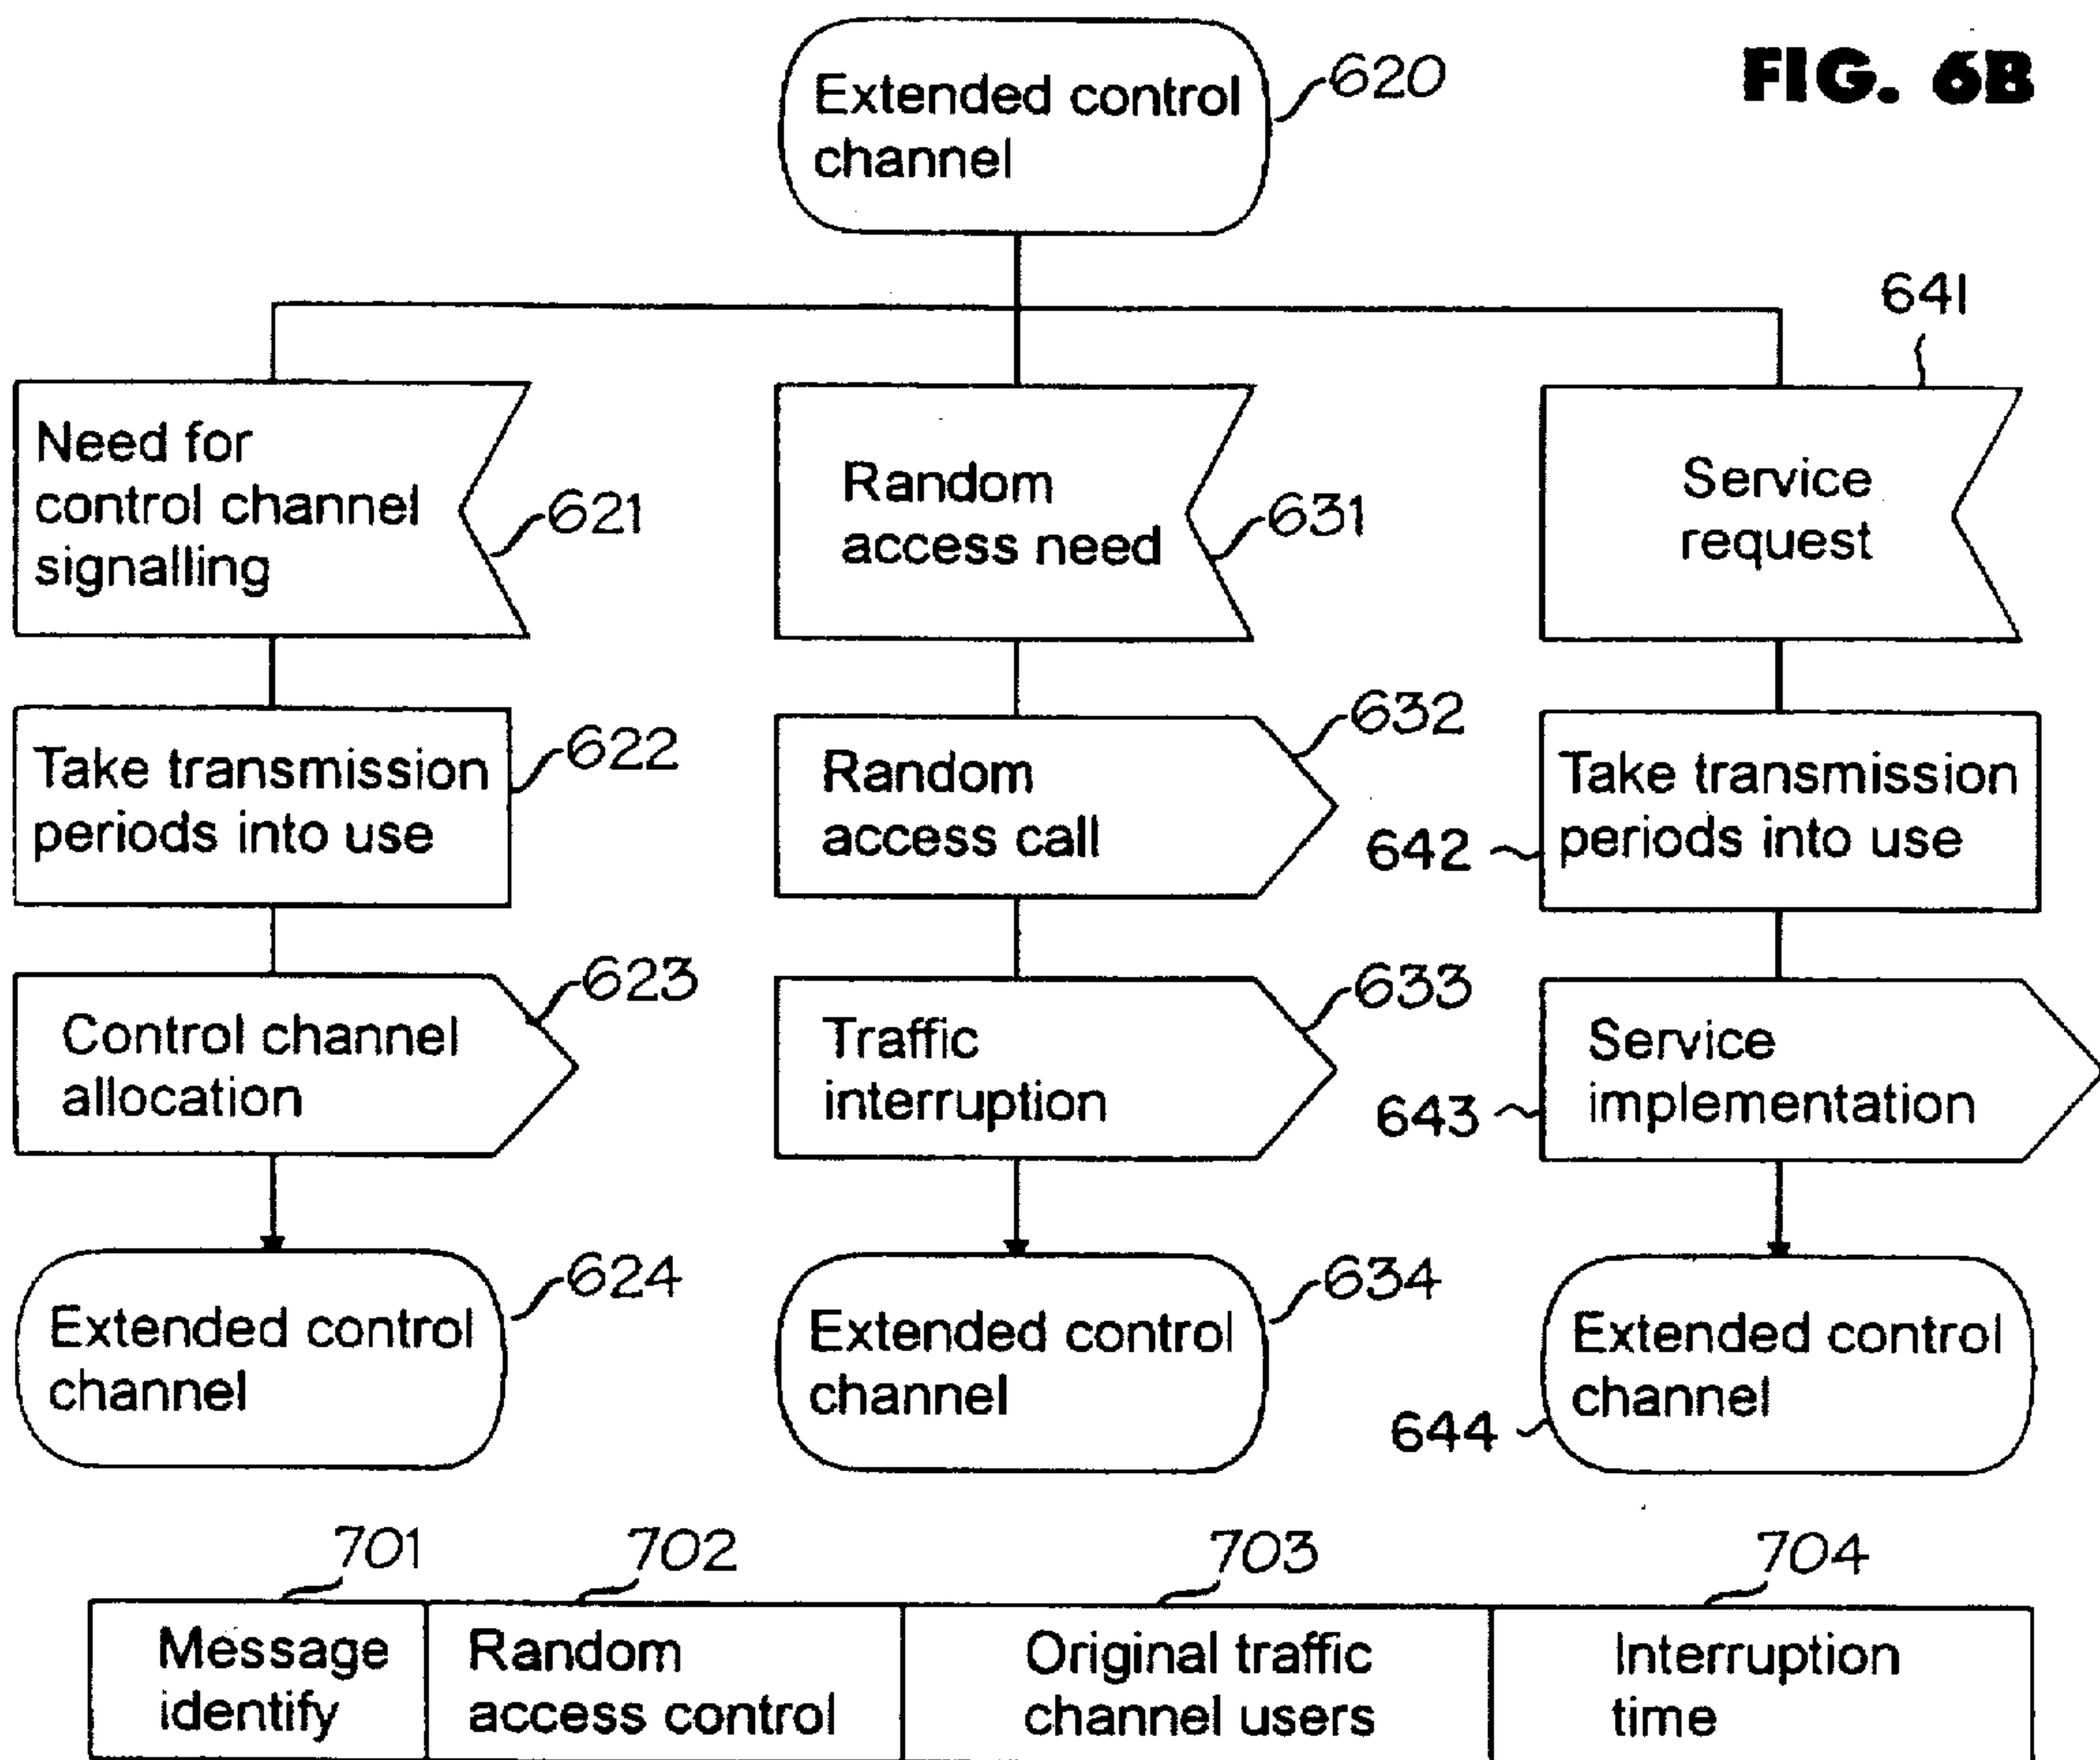 FIG. 6B
Extended control
channel
620
641
Need for
control channel
signalling
621
Random
access need
631
Service
request
Take transmission
periods into use
622
Random
access call
632
Take transmission
periods into use
642
Control channel
allocation
623
Traffic
interruption
633
Service
implementation
643
Extended control
channel
624
Extended control
channel
634
Extended control
channel
644
701
702
703
704
Message
identify
Random
access control
Original traffic
channel users
Interruption
time